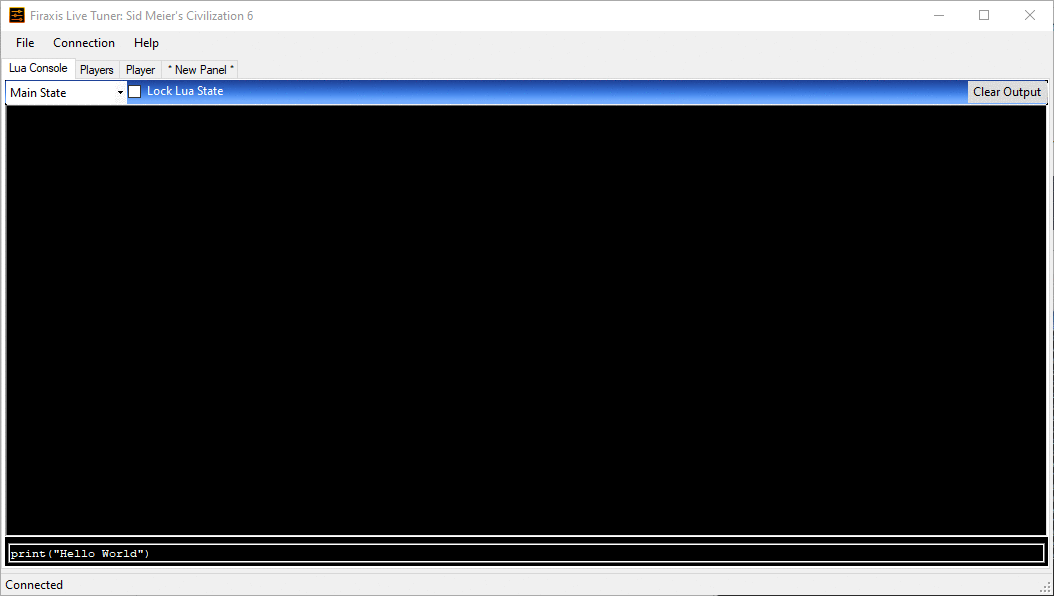 Firaxis Live Tuner: Sid Meier's Civilization 6
File Connection Help
Lua Console Players Player * New Panel *
Main State Lock Lua State Clear Output
print("Hello World")
Connected